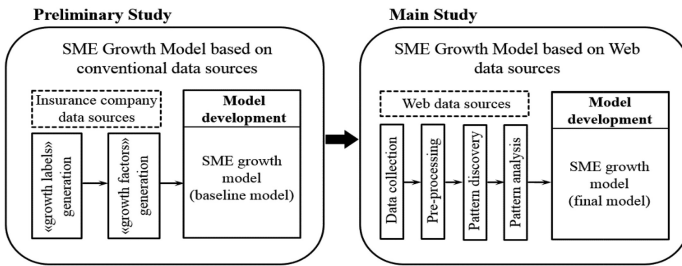 Preliminary Study
SME Growth Model based on
conventional data sources
Insurance company
data sources
«growth labels»
generation
«growth factors»
generation
Model
development
SME growth
model
(baseline model)
Main Study
SME Growth Model based on Web
data sources
Web data sources
Data collection
Pre-processing
Pattern discovery
Pattern analysis
Model
development
SME growth
model
(final model)